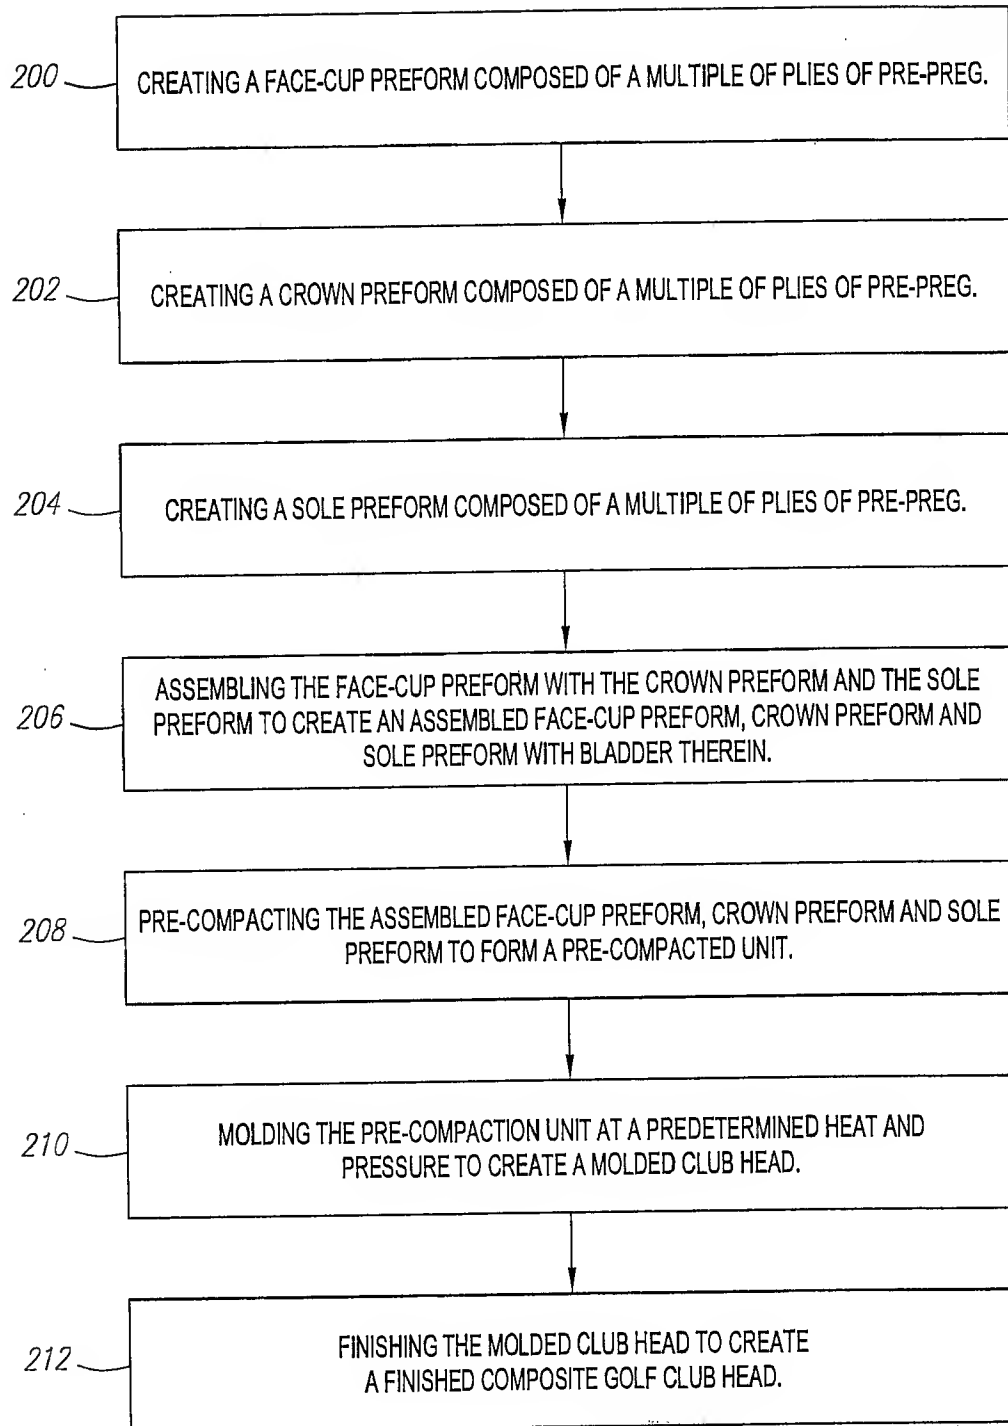 200
CREATING A FACE-CUP PREFORM COMPOSED OF A MULTIPLE OF PLIES OF PRE-PREG.
202
CREATING A CROWN PREFORM COMPOSED OF A MULTIPLE OF PLIES OF PRE-PREG.
204
CREATING A SOLE PREFORM COMPOSED OF A MULTIPLE OF PLIES OF PRE-PREG.
206
ASSEMBLING THE FACE-CUP PREFORM WITH THE CROWN PREFORM AND THE SOLE
PREFORM TO CREATE AN ASSEMBLED FACE-CUP PREFORM, CROWN PREFORM AND
SOLE PREFORM WITH BLADDER THEREIN.
208
PRE-COMPACTING THE ASSEMBLED FACE-CUP PREFORM, CROWN PREFORM AND SOLE
PREFORM TO FORM A PRE-COMPACTED UNIT.
210
MOLDING THE PRE-COMPACTION UNIT AT A PREDETERMINED HEAT AND
PRESSURE TO CREATE A MOLDED CLUB HEAD.
212
FINISHING THE MOLDED CLUB HEAD TO CREATE
A FINISHED COMPOSITE GOLF CLUB HEAD.